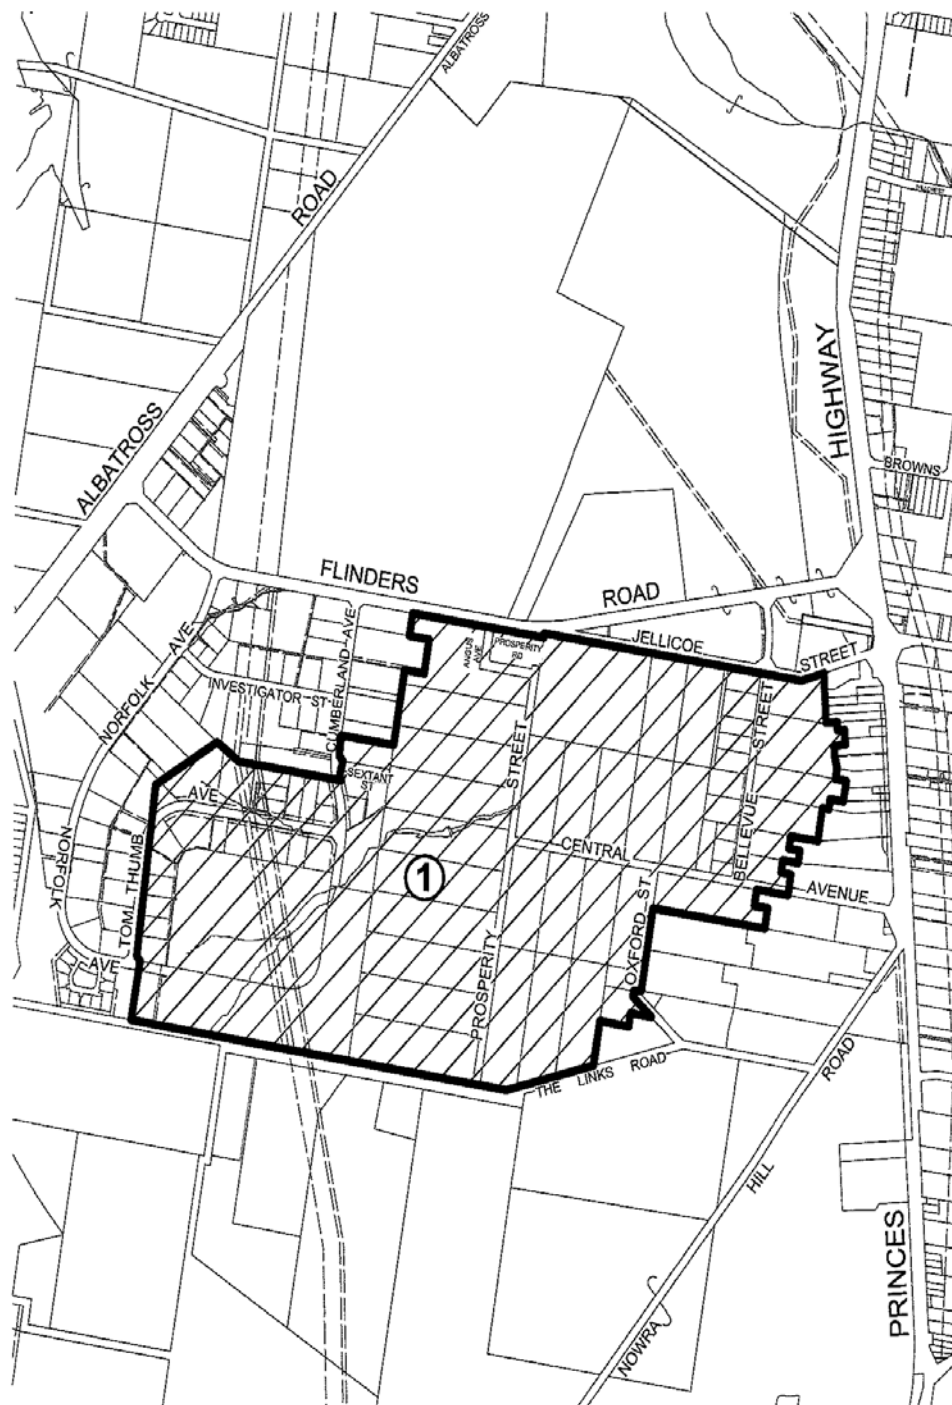 ALBATROSS
ROAD
HIGHWAY
ALBATROSS
BROWNS
FLINDERS
ROAD
JELLICOE
STREET
PROSPERITY
RD
ANGUS
AVE
CUMBERLAND AVE
NORFOLK AVE
INVESTIGATOR ST
SEXTANT
ST
STREET
BELLEVUE STREET
AVE
TOM THUMB
NORFOLK
AVE
CENTRAL
AVENUE
1
OXFORD ST
PROSPERITY
THE LINKS ROAD
ROAD
HILL
NOWRA
PRINCES